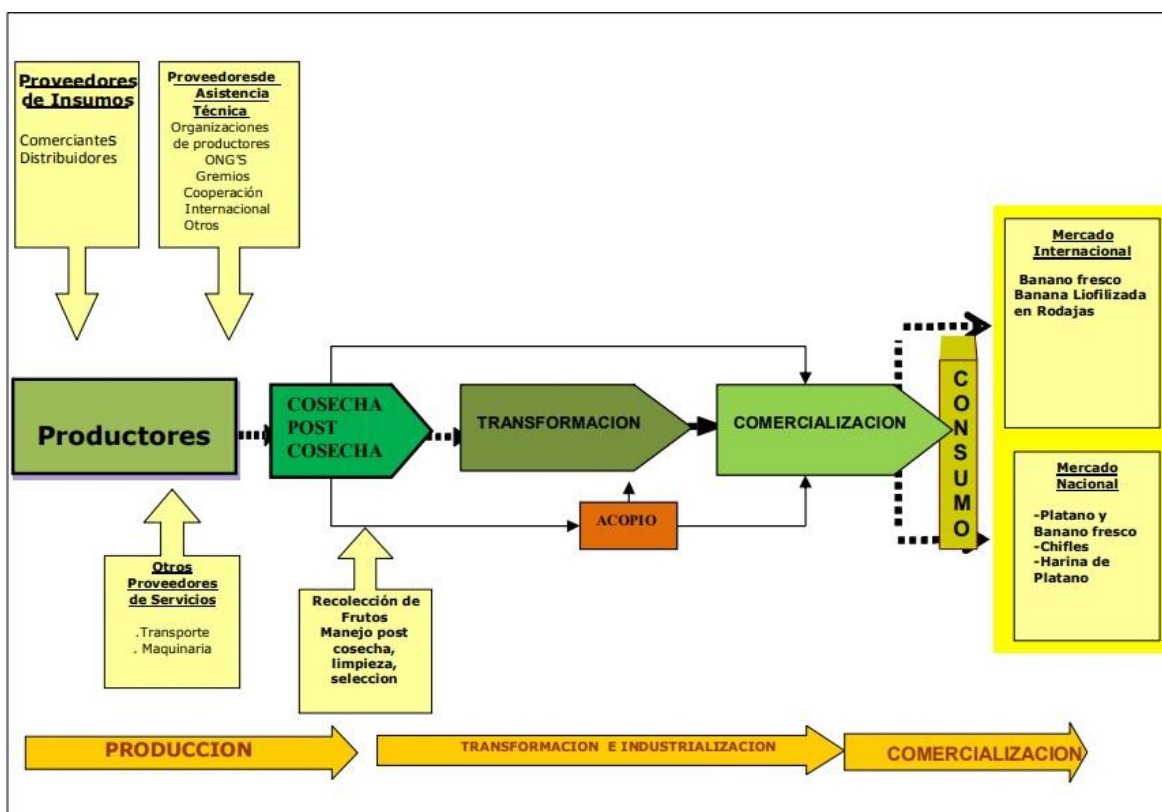 Proveedores
de Insumos
ComercianteS
Distribuidores
Proveedoresde
Asistencia
Técnica
Organizaciones
de productores
ONG'S
Gremios
Cooperación
Internacional
Otros
Mercado
Internacional
Banano fresco
Banana Liofilizada
en Rodajas
Productores
COSECHA
POST
COSECHA
TRANSFORMACION
COMERCIALIZACION
CONSUMO
ACOPIO
Mercado
Nacional
-Platano y
Banano fresco
-Chifles
-Harina de
Platano
Otros
Proveedores
de Servicios
.Transporte
. Maquinaria
Recolección de
Frutos
Manejo post
cosecha,
limpieza,
seleccion
PRODUCCION
TRANSFORMACION E INDUSTRIALIZACION
COMERCIALIZACION